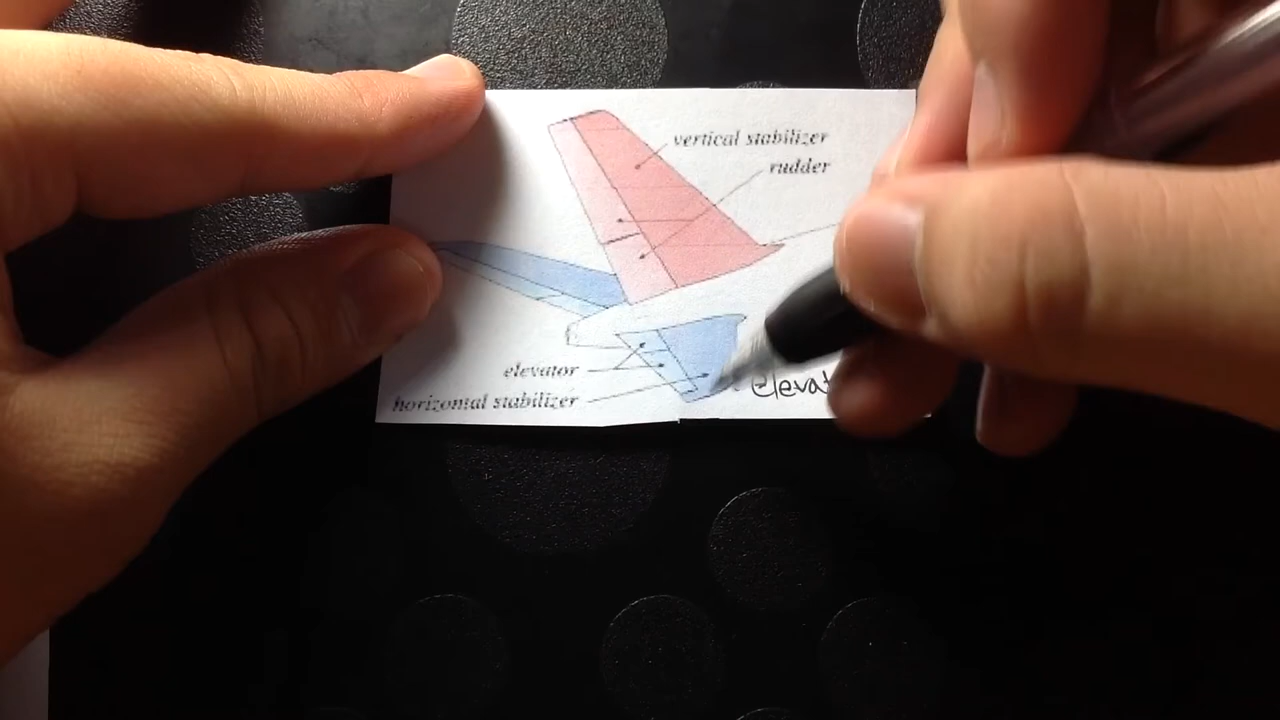 vertical stabilizer
rudder
elevator
horizontal stabilizer
elevat